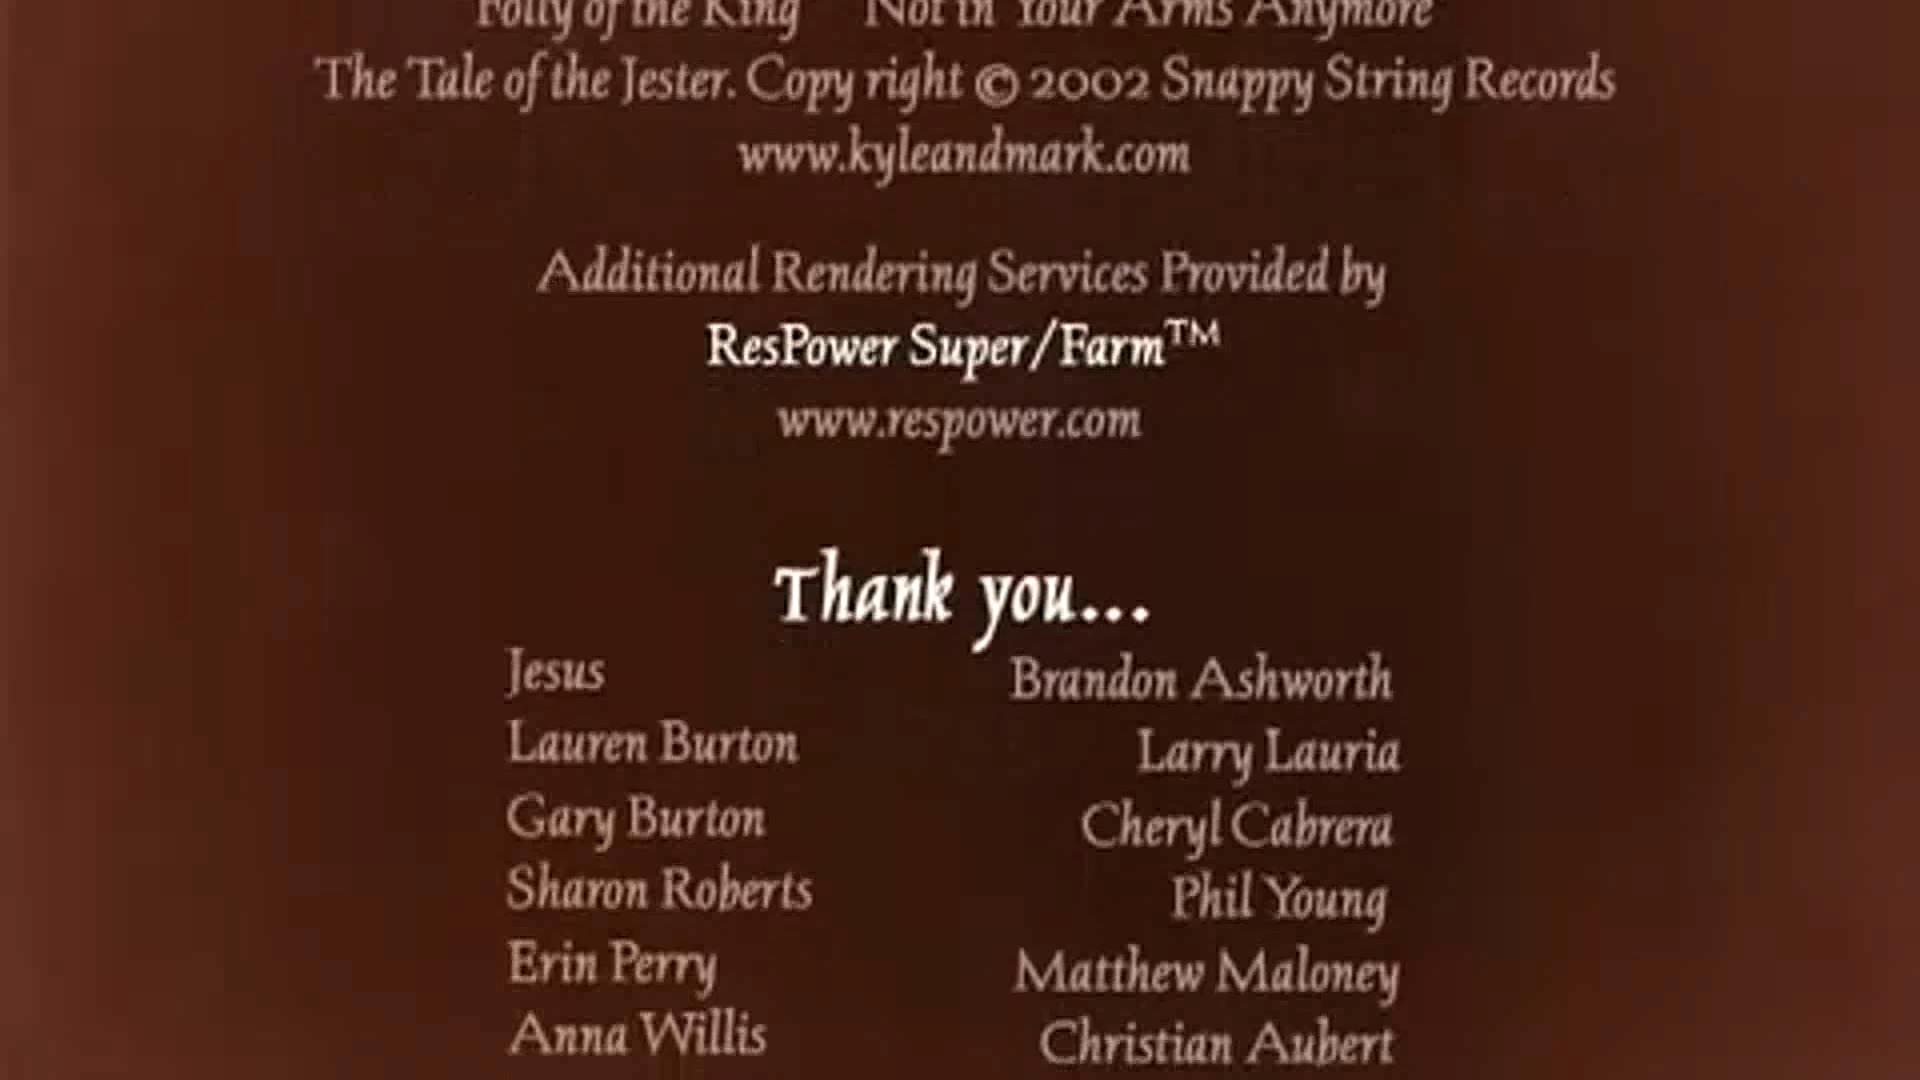 Folly of the King Not in Your Arms Anymore
The Tale of the Jester. Copy right © 2002 Snappy String Records
www.kyleandmark.com
Additional Rendering Services Provided by
ResPower Super/Farm™
www.respower.com
Thank you...
Jesus
Brandon Ashworth
Lauren Burton
Larry Lauria
Gary Burton
Cheryl Cabrera
Sharon Roberts
Phil Young
Erin Perry
Matthew Maloney
Anna Willis
Christian Aubert